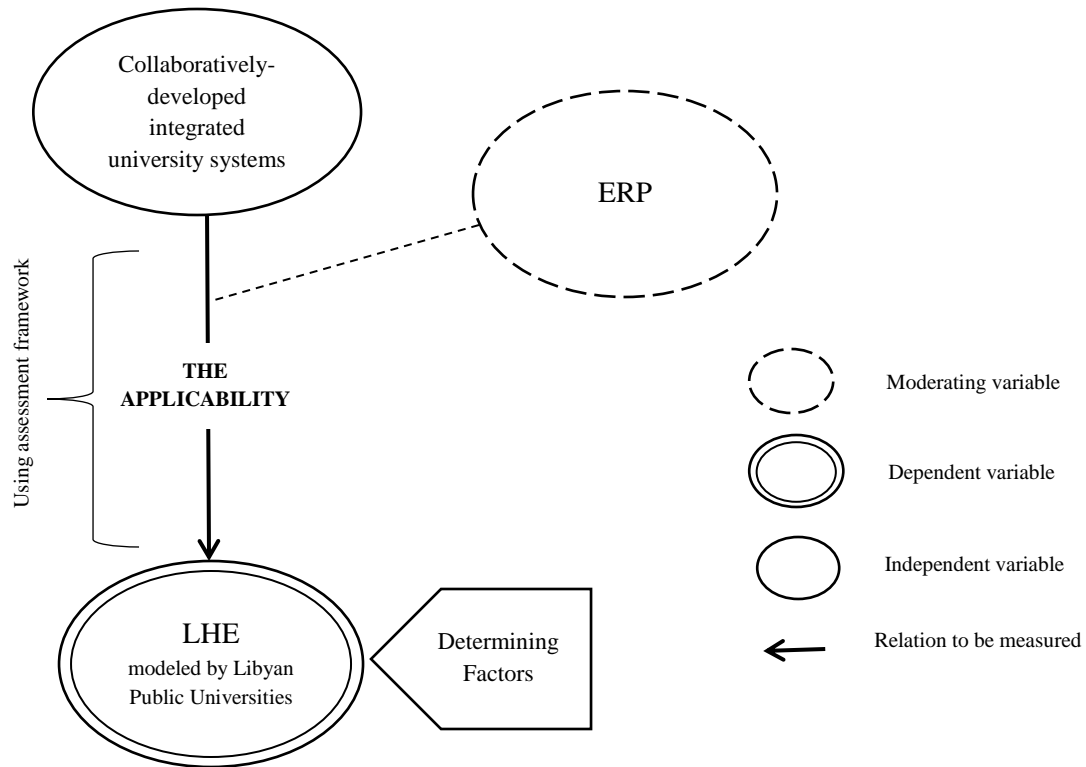 Collaboratively-
developed
integrated
university systems
ERP
Using assessment framework
THE
APPLICABILITY
LHE
modeled by Libyan
Public Universities
Determining
Factors
Moderating variable
Dependent variable
Independent variable
Relation to be measured